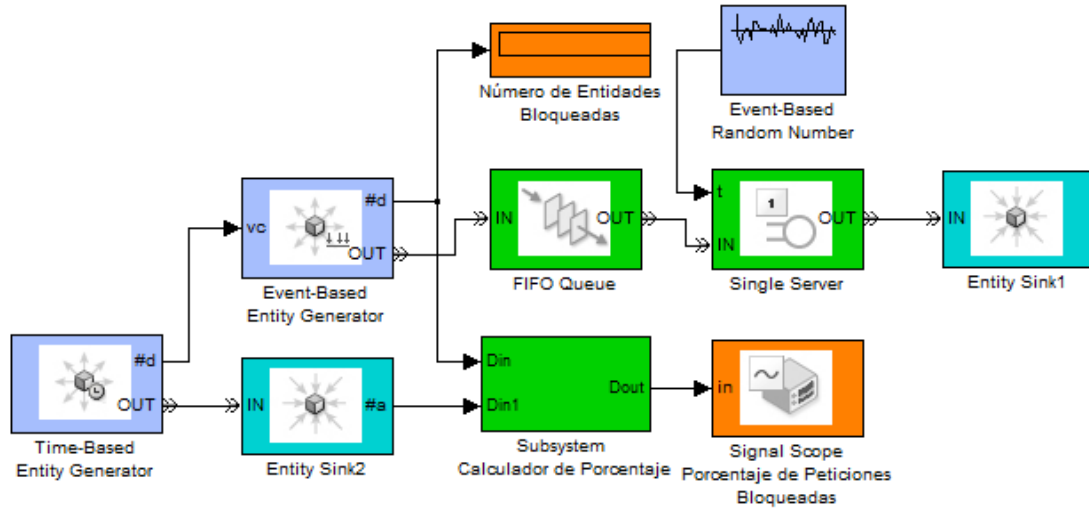 Número de Entidades
Bloqueadas
Event-Based
Random Number
#d
vc
OUT
Event-Based
Entity Generator
IN
OUT
FIFO Queue
t
1
OUT
IN
Single Server
IN
Entity Sink1
#d
OUT
Time-Based
Entity Generator
IN
#a
Entity Sink2
Din
Dout
Din1
Subsystem
Calculador de Porcentaje
in
Signal Scope
Porcentaje de Peticiones
Bloqueadas